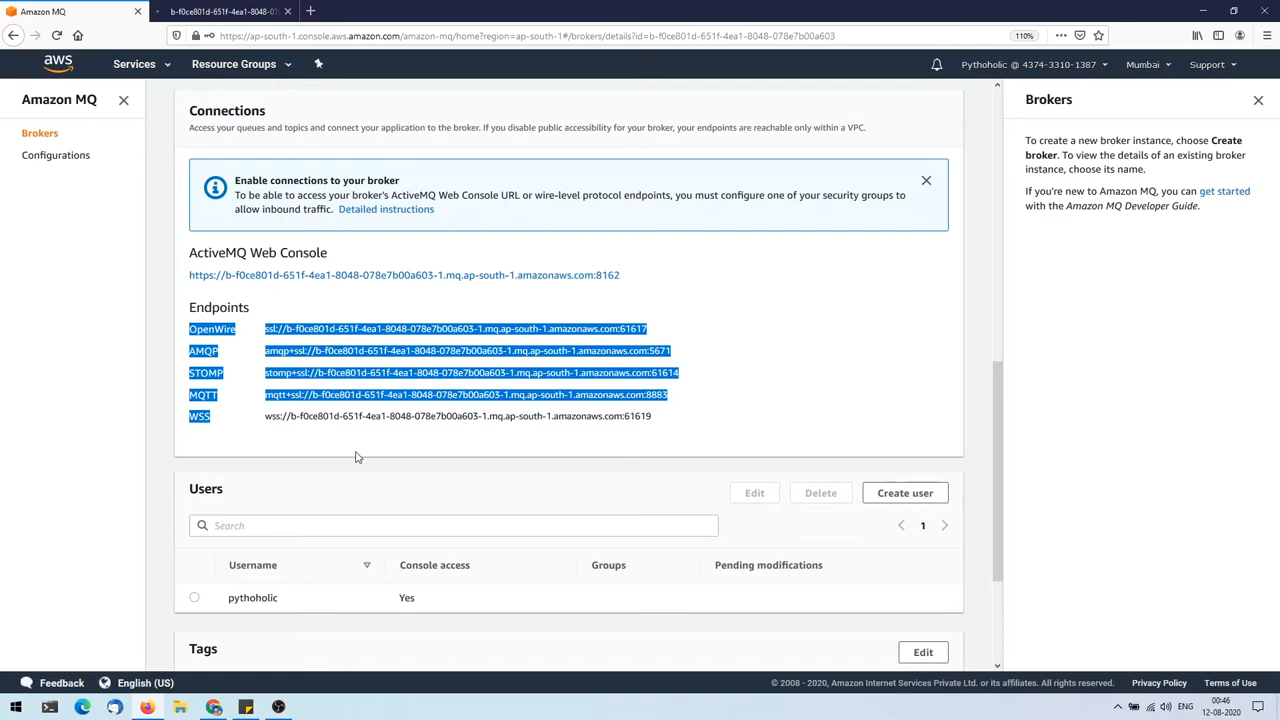 Amazon MQ
b-f0ce801d-651f-4ea1-8048-078e7b00a603
https://ap-south-1.console.aws.amazon.com/amazon-mq/home?region=ap-south-1#/brokers/details?id=b-f0ce801d-651f-4ea1-8048-078e7b00a603
110%
aws
Services
Resource Groups
Pythoholic @ 4374-3310-1387
Mumbai
Support
Amazon MQ
Brokers
Configurations
Connections
Access your queues and topics and connect your application to the broker. If you disable public accessibility for your broker, your endpoints are reachable only within a VPC.
Enable connections to your broker
To be able to access your broker's ActiveMQ Web Console URL or wire-level protocol endpoints, you must configure one of your security groups to
allow inbound traffic. Detailed instructions
ActiveMQ Web Console
https://b-f0ce801d-651f-4ea1-8048-078e7b00a603-1.mq.ap-south-1.amazonaws.com:8162
Endpoints
OpenWire ssl://b-f0ce801d-651f-4ea1-8048-078e7b00a603-1.mq.ap-south-1.amazonaws.com:61617
AMQP amqp+ssl://b-f0ce801d-651f-4ea1-8048-078e7b00a603-1.mq.ap-south-1.amazonaws.com:5671
STOMP stomp+ssl://b-f0ce801d-651f-4ea1-8048-078e7b00a603-1.mq.ap-south-1.amazonaws.com:61614
MQTT mqtt+ssl://b-f0ce801d-651f-4ea1-8048-078e7b00a603-1.mq.ap-south-1.amazonaws.com:8883
WSS wss://b-f0ce801d-651f-4ea1-8048-078e7b00a603-1.mq.ap-south-1.amazonaws.com:61619
Users
Edit
Delete
Create user
Search
1
Username Console access Groups Pending modifications
pythoholic Yes
Tags
Edit
Brokers
To create a new broker instance, choose Create
broker. To view the details of an existing broker
instance, choose its name.
If you're new to Amazon MQ, you can get started
with the Amazon MQ Developer Guide.
Feedback
English (US)
© 2008 - 2020, Amazon Internet Services Private Ltd. or its affiliates. All rights reserved.
Privacy Policy
Terms of Use
ENG
00:46
12-08-2020